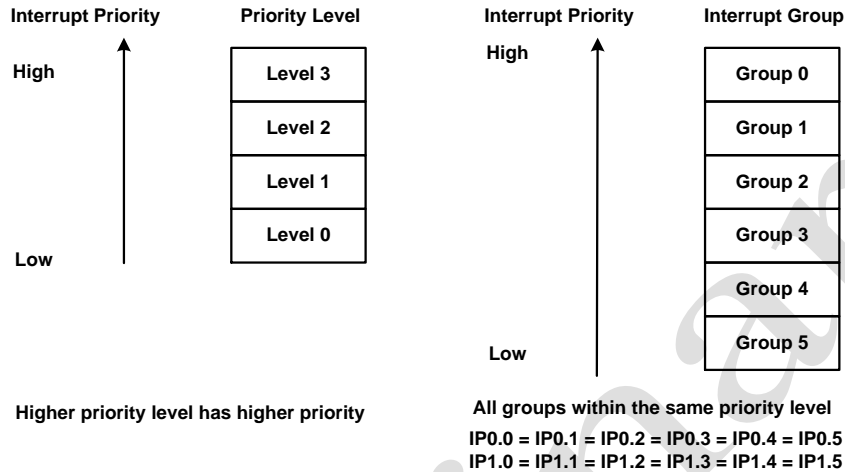 Interrupt Priority
Priority Level
High
Level 3
Level 2
Level 1
Level 0
Low
Higher priority level has higher priority
Interrupt Priority
Interrupt Group
High
Group 0
Group 1
Group 2
Group 3
Group 4
Group 5
Low
All groups within the same priority level
IP0.0 = IP0.1 = IP0.2 = IP0.3 = IP0.4 = IP0.5
IP1.0 = IP1.1 = IP1.2 = IP1.3 = IP1.4 = IP1.5